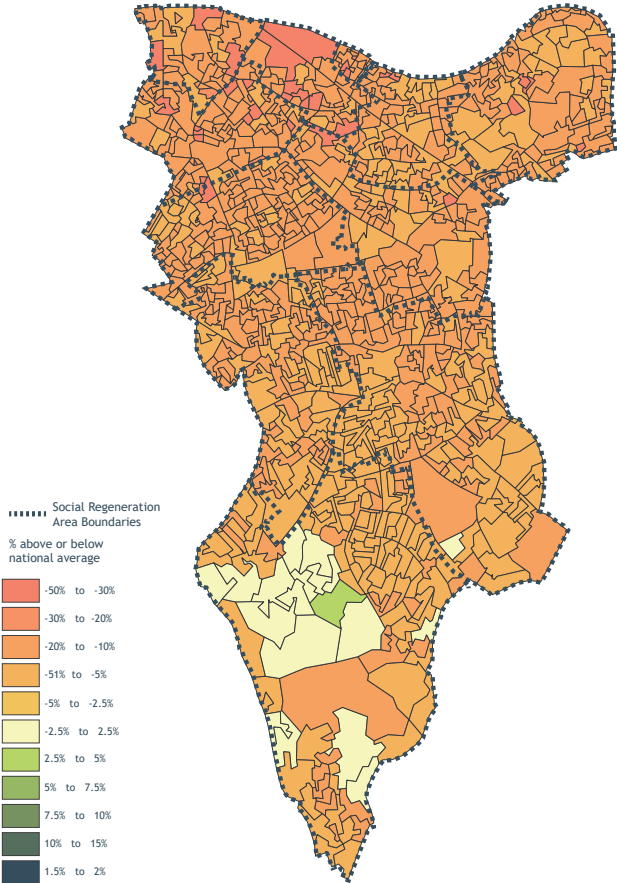 Social Regeneration
Area Boundaries
% above or below
national average
-50% to -30%
-30% to -20%
-20% to -10%
-51% to -5%
-5% to -2.5%
-2.5% to 2.5%
2.5% to 5%
5% to 7.5%
7.5% to 10%
10% to 15%
1.5% to 2%